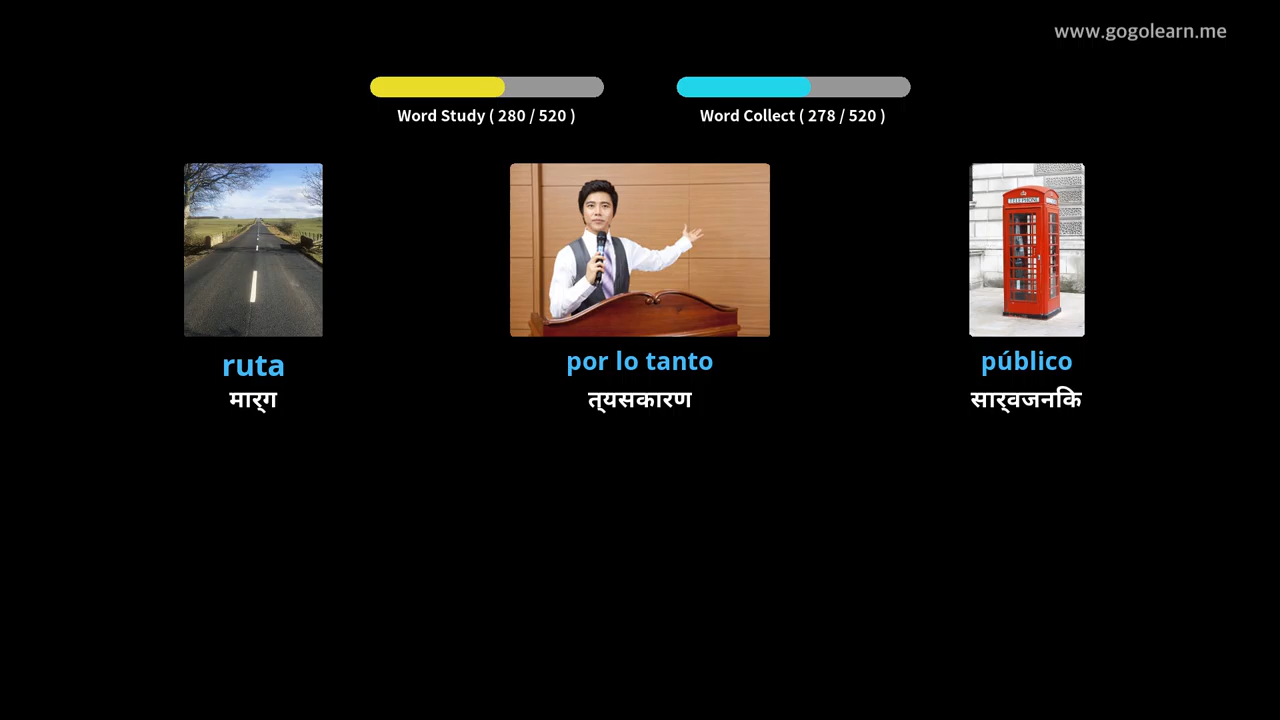 www.gogolearn.me
Word Study ( 280 / 520 )
Word Collect ( 278 / 520 )
TELEPHONE
ruta
por lo tanto
público
मार्ग
त्यसकारण
सार्वजनिक